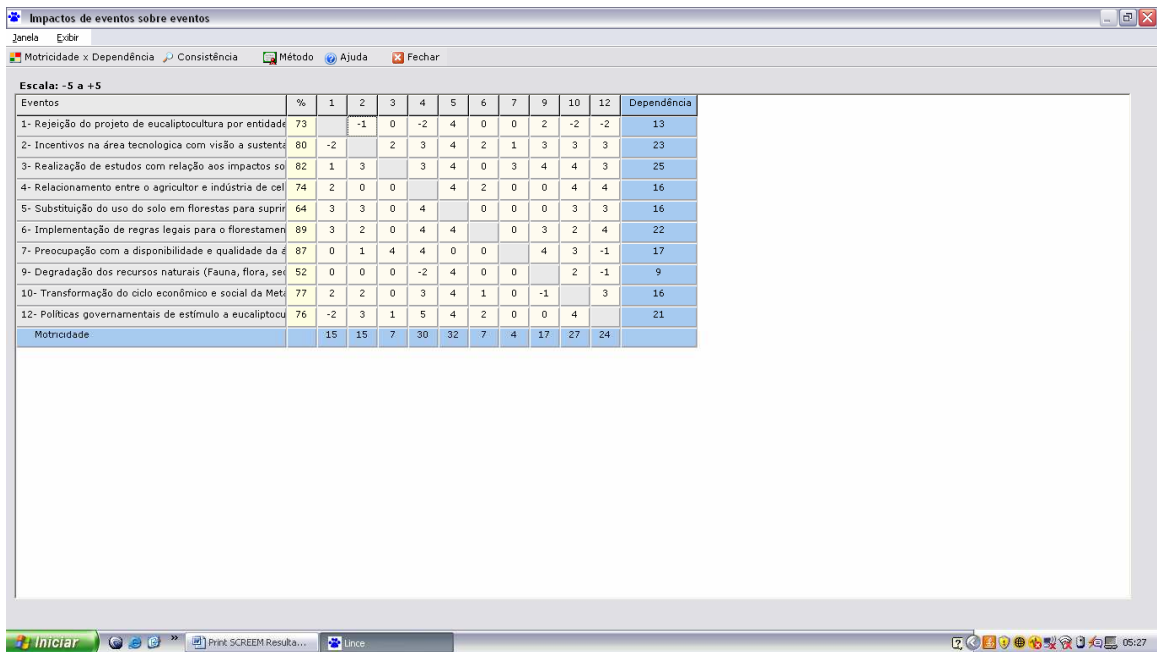 Impactos de eventos sobre eventos
Janela Exibir
Motricidade x Dependência Consistência Método Ajuda Fechar
Escala: -5 a +5
Eventos % 1 2 3 4 5 6 7 9 10 12 Dependência
1- Rejeição do projeto de eucaliptocultura por entidade 73 -1 0 -2 4 0 0 2 -2 -2 13
2- Incentivos na área tecnologica com visão a sustenta 80 -2 2 3 4 2 1 3 3 3 23
3- Realização de estudos com relação aos impactos so 82 1 3 3 4 0 3 4 4 3 25
4- Relacionamento entre o agricultor e indústria de cel 74 2 0 0 4 2 0 0 4 4 16
5- Substituição do uso do solo em florestas para suprir 64 3 3 0 4 0 0 0 3 3 16
6- Implementação de regras legais para o florestamen 89 3 2 0 4 4 0 3 2 4 22
7- Preocupação com a disponibilidade e qualidade da á 87 0 1 4 4 0 0 4 3 -1 17
9- Degradação dos recursos naturais (Fauna, flora, sec 52 0 0 0 -2 4 0 0 2 -1 9
10- Transformação do ciclo econômico e social da Meta 77 2 2 0 3 4 1 0 -1 3 16
12- Políticas governamentais de estímulo a eucaliptocu 76 -2 3 1 5 4 2 0 0 4 21
Motricidade 15 15 7 30 32 7 4 17 27 24
Iniciar » Print SCREEM Resulta... Lince 05:27